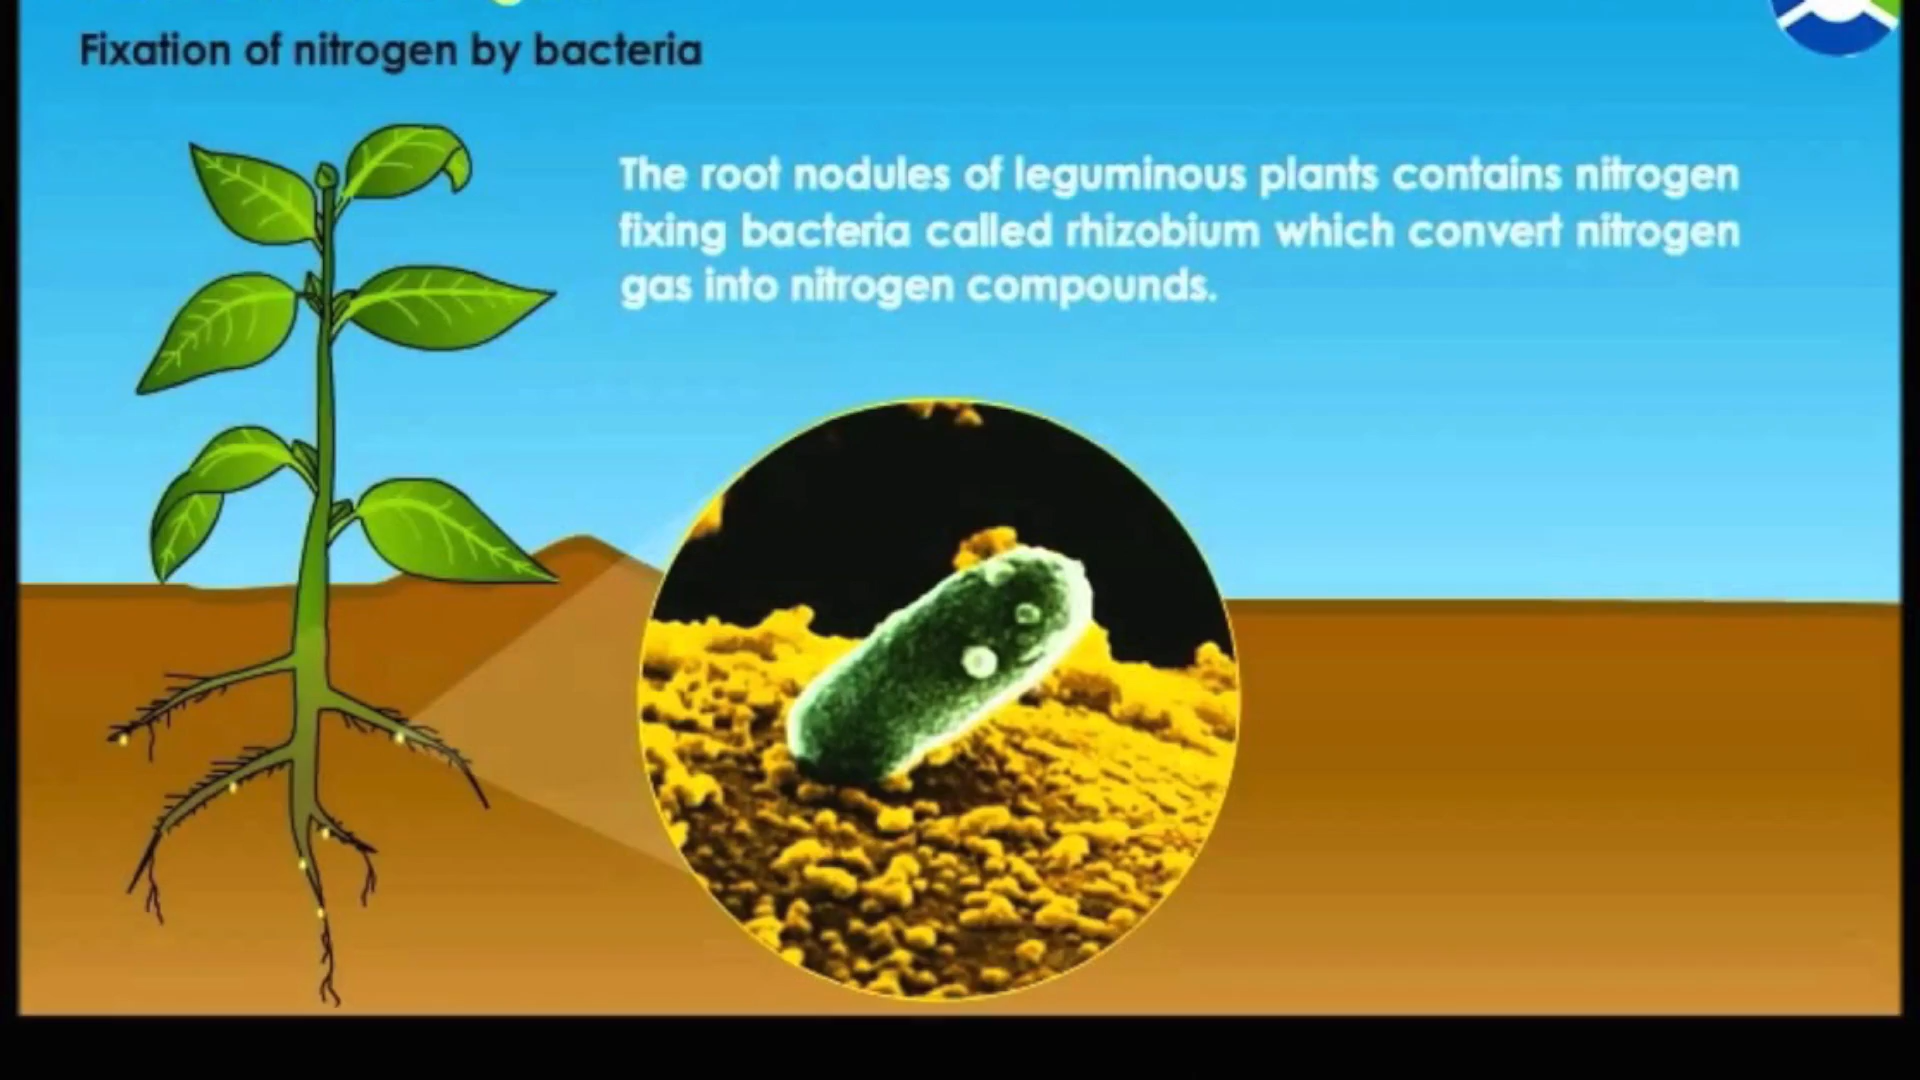 Fixation of nitrogen by bacteria
The root nodules of leguminous plants contains nitrogen
fixing bacteria called rhizobium which convert nitrogen
gas into nitrogen compounds.